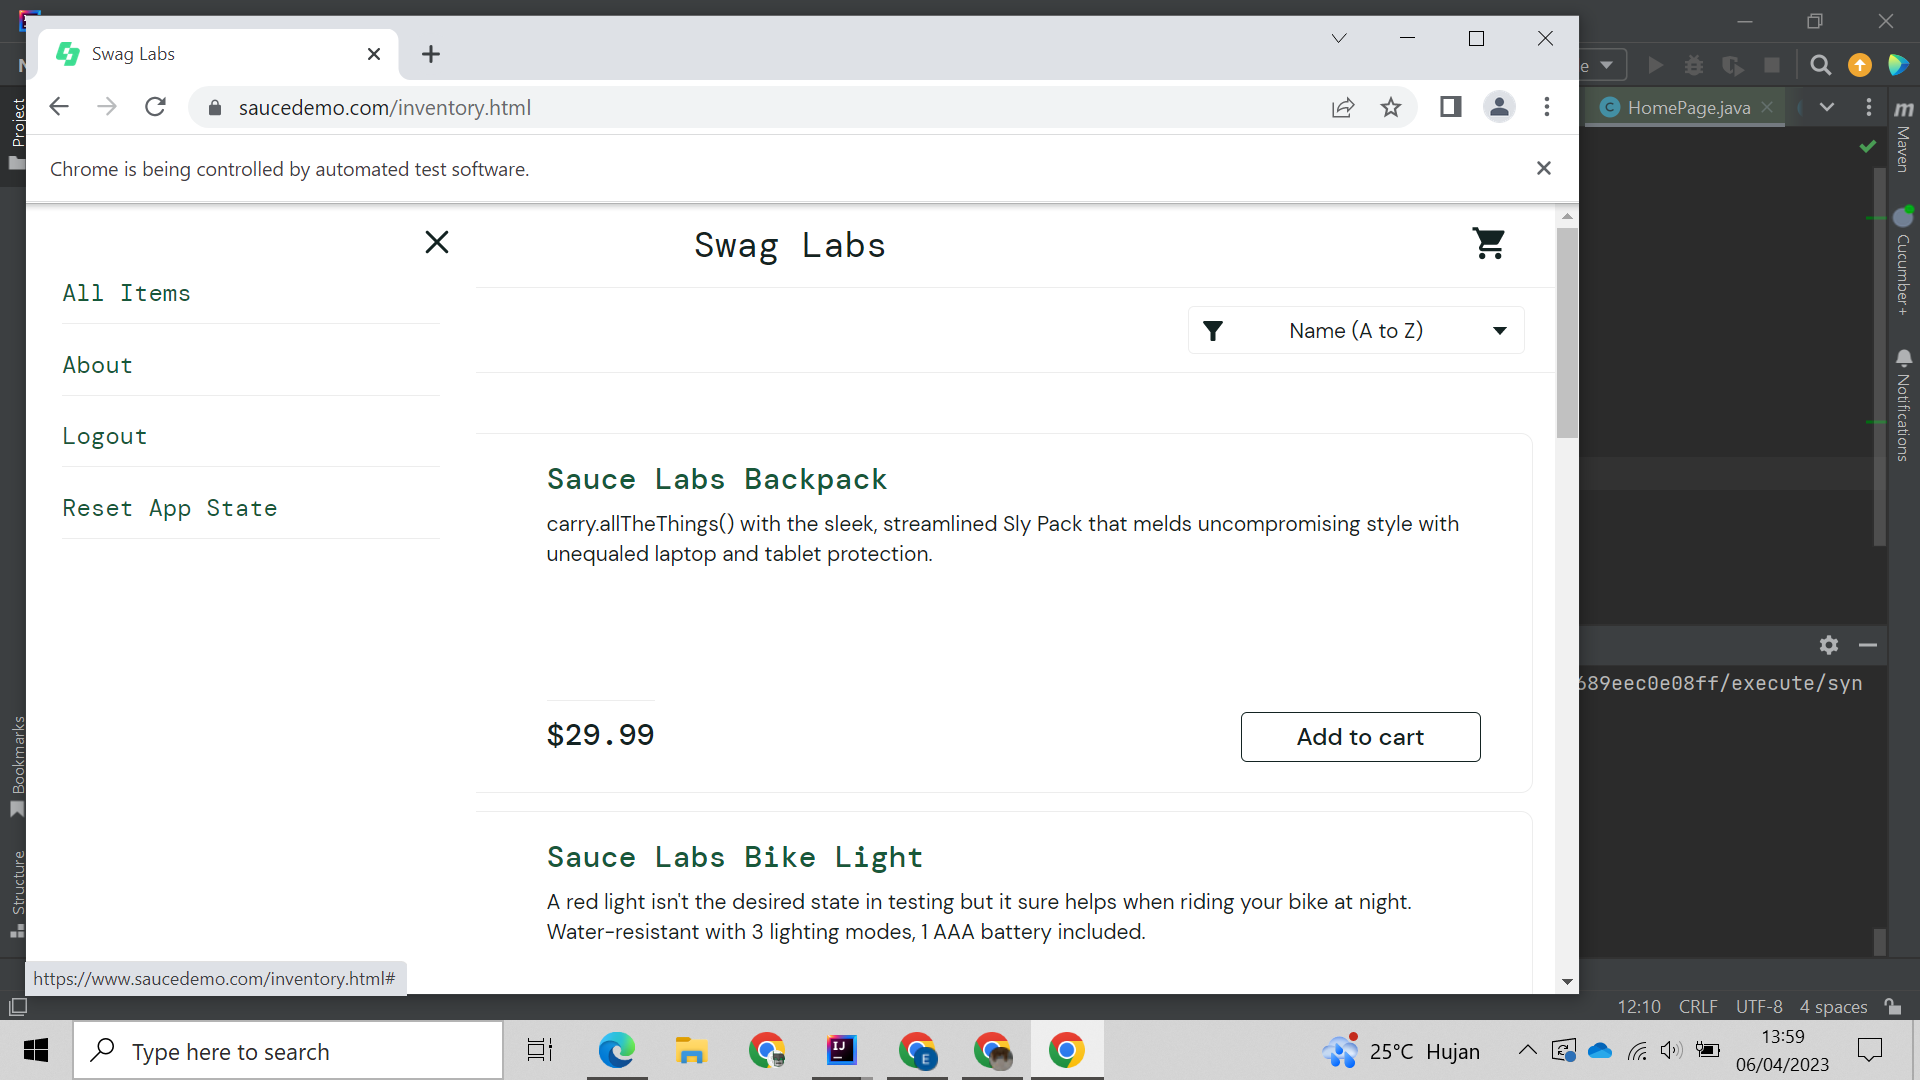 Swag Labs
saucedemo.com/inventory.html
Chrome is being controlled by automated test software.
All Items
About
Logout
Reset App State
Swag Labs
Name (A to Z)
Sauce Labs Backpack
carry.allTheThings() with the sleek, streamlined Sly Pack that melds uncompromising style with
unequaled laptop and tablet protection.
$29.99
Add to cart
Sauce Labs Bike Light
A red light isn't the desired state in testing but it sure helps when riding your bike at night.
Water-resistant with 3 lighting modes, 1 AAA battery included.
https://www.saucedemo.com/inventory.html#
Project
Bookmarks
Structure
HomePage.java
Maven
Cucumber+
Notifications
689eec0e08ff/execute/syn
12:10 CRLF UTF-8 4 spaces
Type here to search
25°C Hujan
13:59
06/04/2023